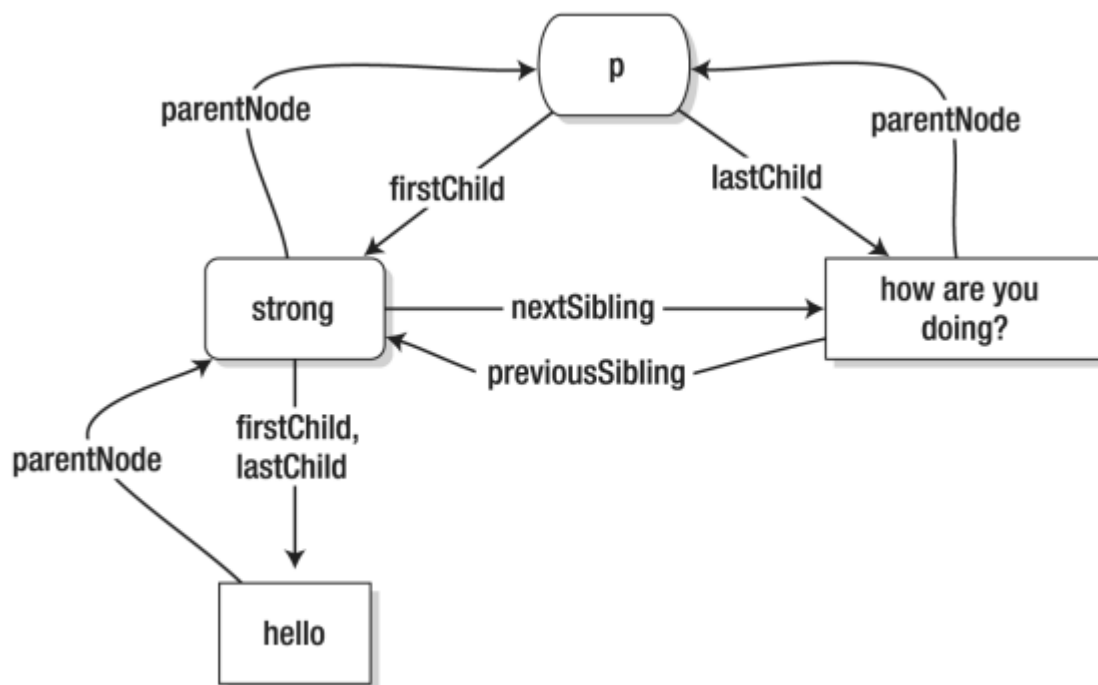 p
parentNode
parentNode
firstChild
lastChild
strong
nextSibling
how are you
doing?
previousSibling
firstChild,
lastChild
parentNode
hello